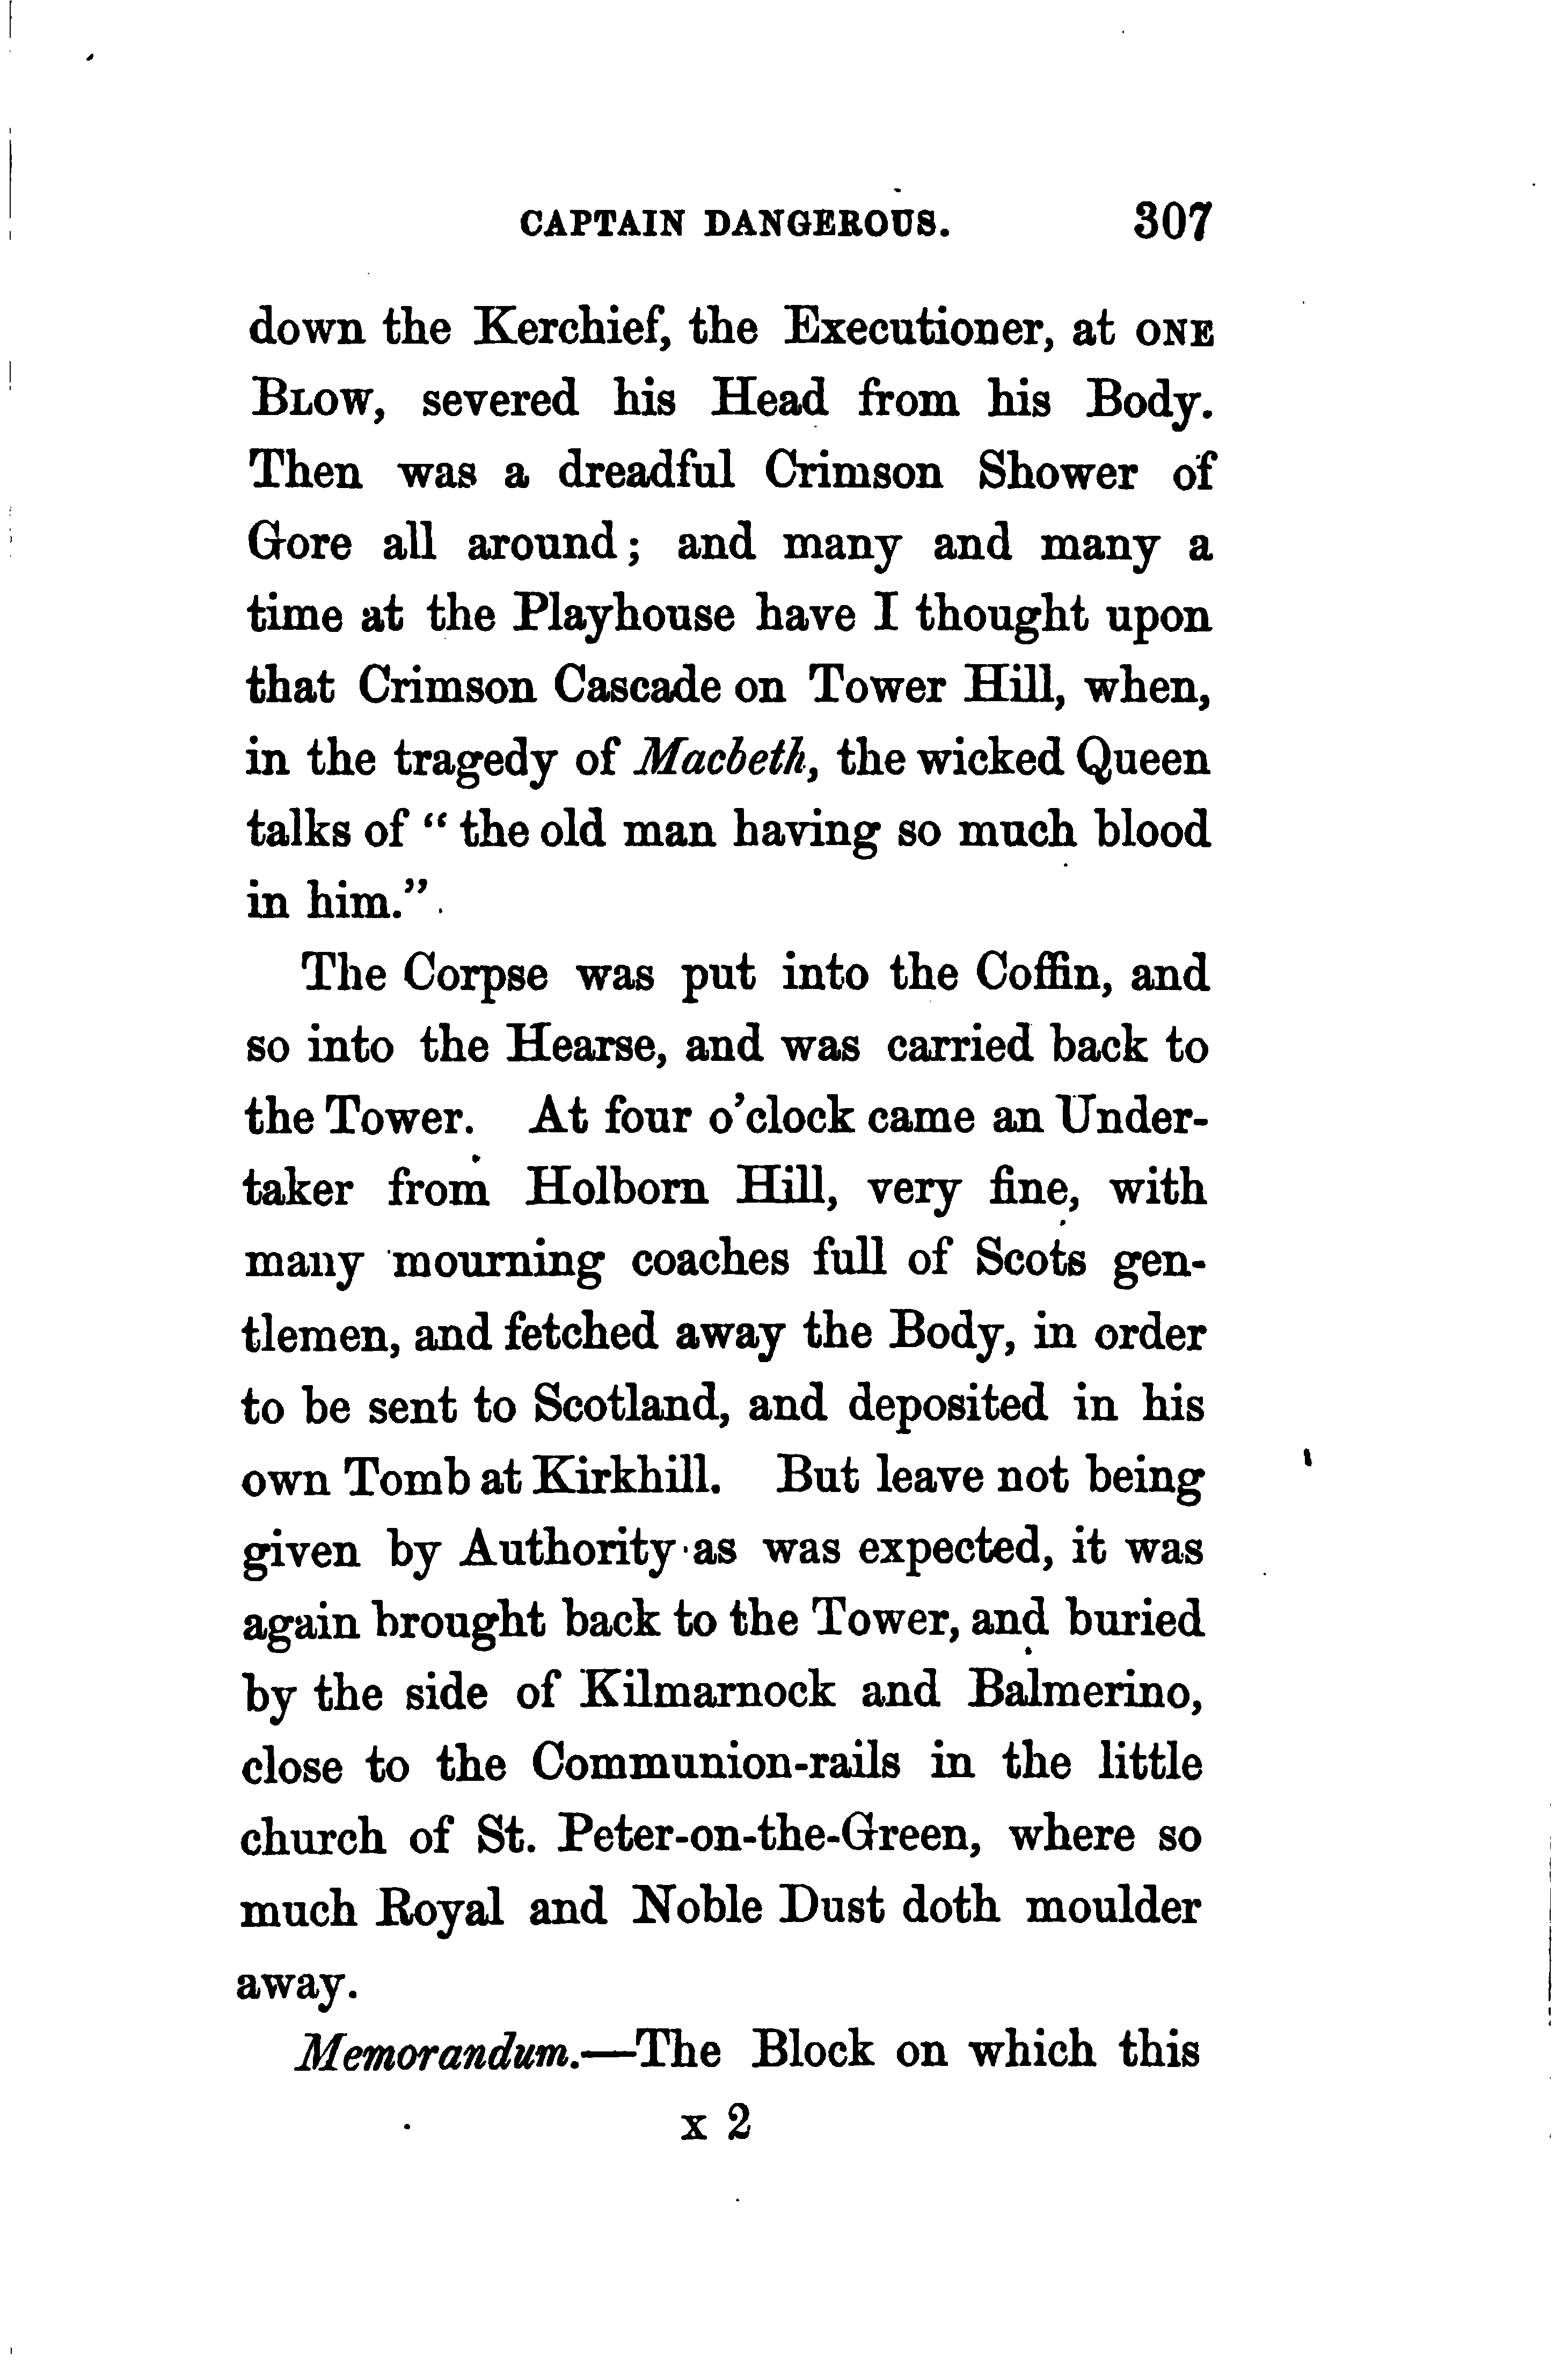 CAPTAIN DANGEROUS. 307
down the Kerchief, the Executioner, at ONE
BLOW, severed his Head from his Body.
Then was a dreadful Crimson Shower of
Gore all around; and many and many a
time at the Playhouse have I thought upon
that Crimson Cascade on Tower Hill, when,
in the tragedy of Macbeth, the wicked Queen
talks of “ the old man having so much blood
in him.”
The Corpse was put into the Coffin, and
so into the Hearse, and was carried back to
the Tower. At four o’clock came an Under-
taker from Holborn Hill, very fine, with
many mourning coaches full of Scots gen-
tlemen, and fetched away the Body, in order
to be sent to Scotland, and deposited in his
own Tomb at Kirkhill. But leave not being
given by Authority as was expected, it was
again brought back to the Tower, and buried
by the side of Kilmarnock and Balmerino,
close to the Communion-rails in the little
church of St. Peter-on-the-Green, where so
much Royal and Noble Dust doth moulder
away.
Memorandum.—The Block on which this
x 2